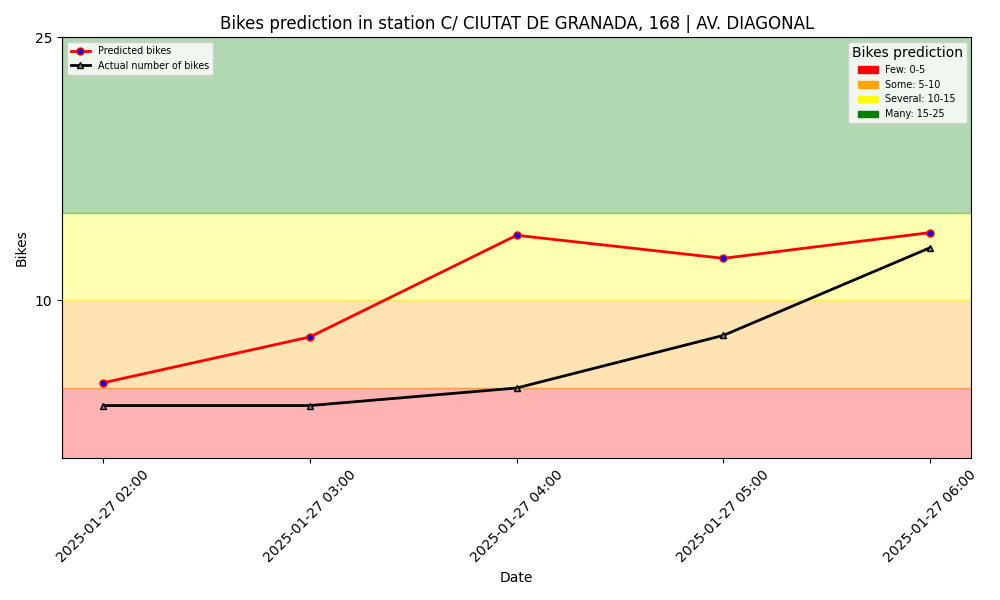 Bikes prediction in station C/ CIUTAT DE GRANADA, 168 | AV. DIAGONAL
25
Predicted bikes
Actual number of bikes
Bikes prediction
Few: 0-5
Some: 5-10
Several: 10-15
Many: 15-25
Bikes
10
2025-01-27 02:00
2025-01-27 03:00
2025-01-27 04:00
2025-01-27 05:00
2025-01-27 06:00
Date